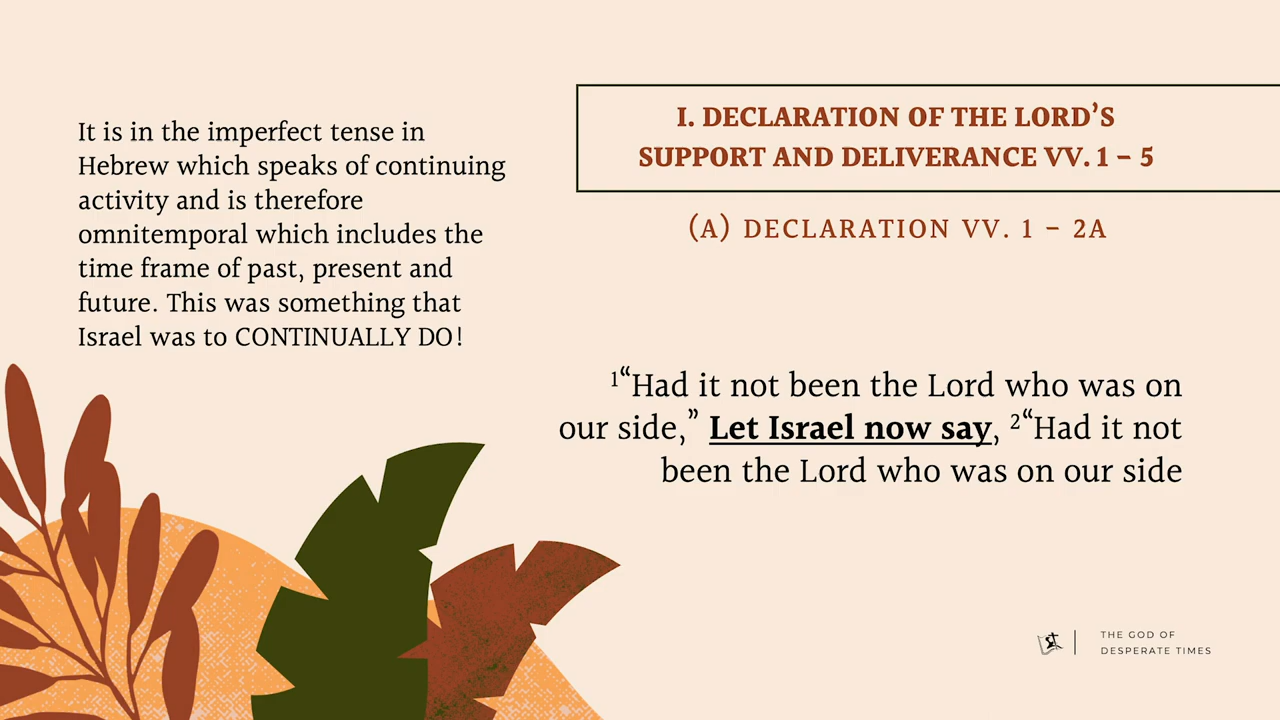 It is in the imperfect tense in
Hebrew which speaks of continuing
activity and is therefore
omnitemporal which includes the
time frame of past, present and
future. This was something that
Israel was to CONTINUALLY DO!
I. DECLARATION OF THE LORD’S
SUPPORT AND DELIVERANCE VV. 1 – 5
(A) DECLARATION VV. 1 – 2A
¹“Had it not been the Lord who was on
our side,” Let Israel now say, ²“Had it not
been the Lord who was on our side
THE GOD OF
DESPERATE TIMES